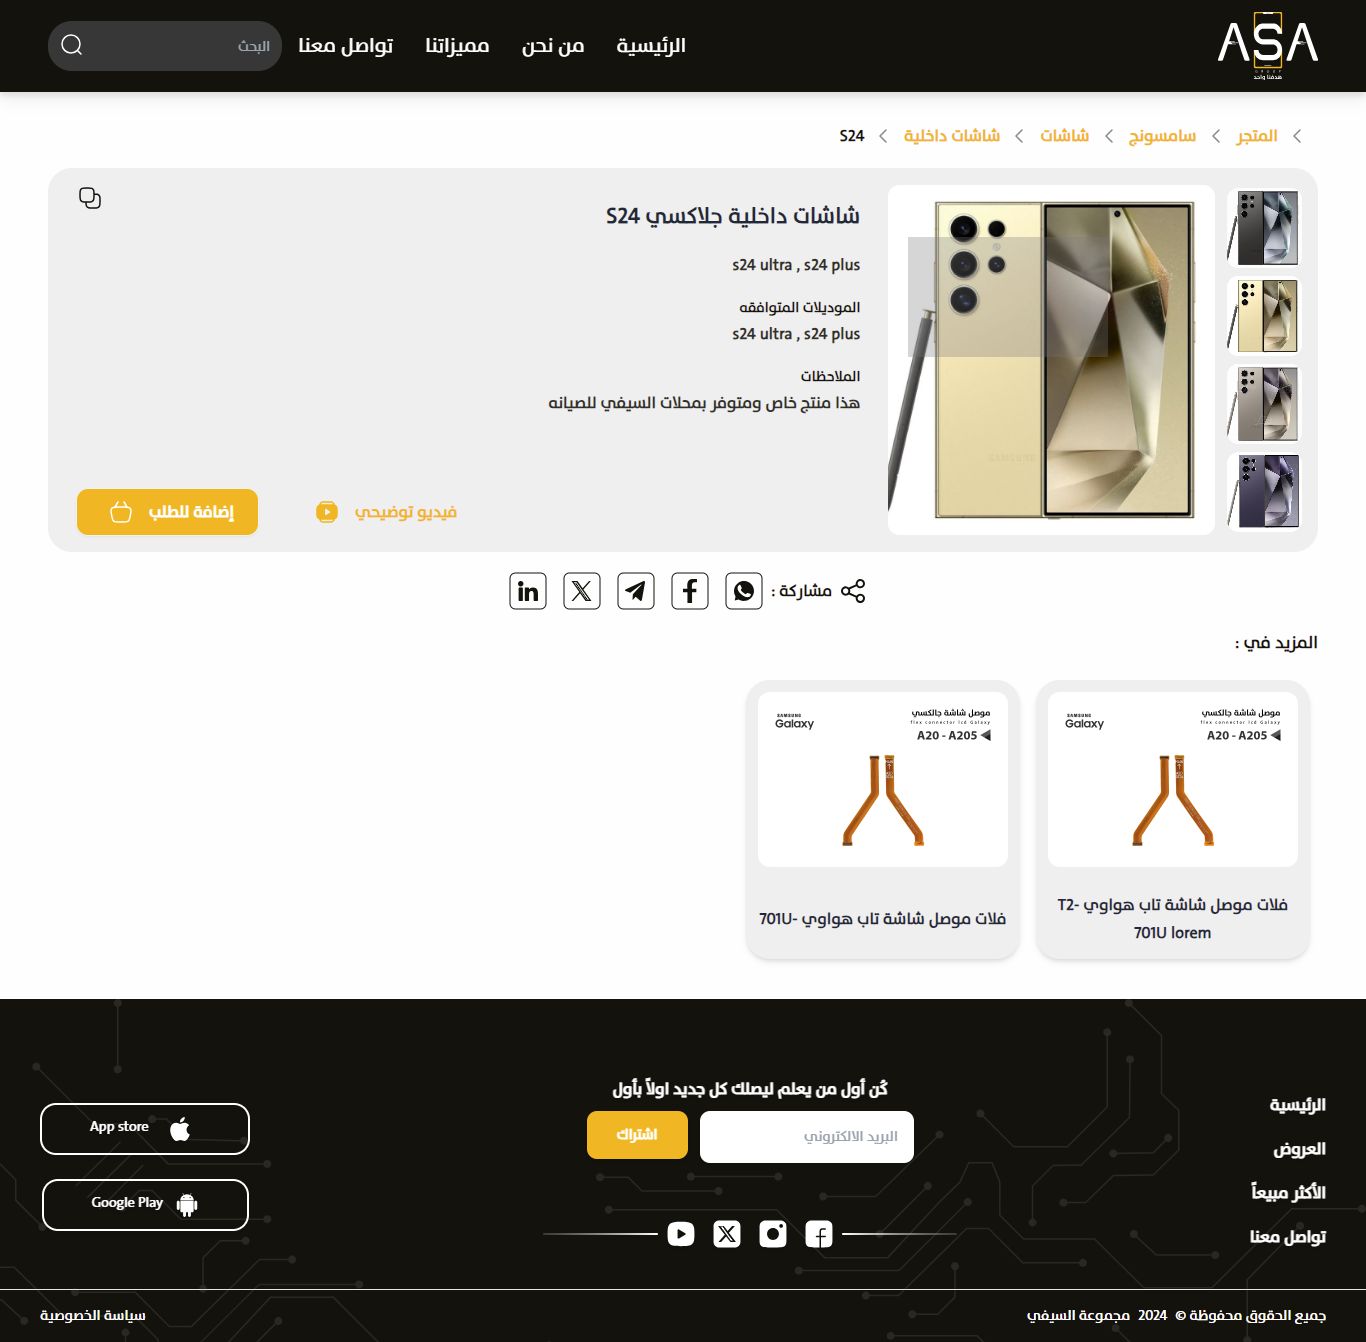 ASA
GROUP
هدفنا واحد
الرئيسية
من نحن
مميزاتنا
تواصل معنا
البحث
المتجر
سامسونج
شاشات
شاشات داخلية
S24
شاشات داخلية جلاكسي S24
s24 ultra , s24 plus
الموديلات المتوافقه
s24 ultra , s24 plus
الملاحظات
هذا منتج خاص ومتوفر بمحلات السيفي للصيانه
SAMSUNG
فيديو توضيحي
إضافة للطلب
مشاركة :
المزيد في :
موصل شاشة جالكسي
flex connector lcd Galaxy
A20 - A205
SAMSUNG
Galaxy
فلات موصل شاشة تاب هواوي T2-
701U lorem
موصل شاشة جالكسي
flex connector lcd Galaxy
A20 - A205
SAMSUNG
Galaxy
فلات موصل شاشة تاب هواوي 701U-
الرئيسية
العروض
الأكثر مبيعاً
تواصل معنا
كُن أول من يعلم ليصلك كل جديد اولاً بأول
البريد الالكتروني
اشتراك
App store
Google Play
جميع الحقوق محفوظة © 2024 مجموعة السيفي
سياسة الخصوصية